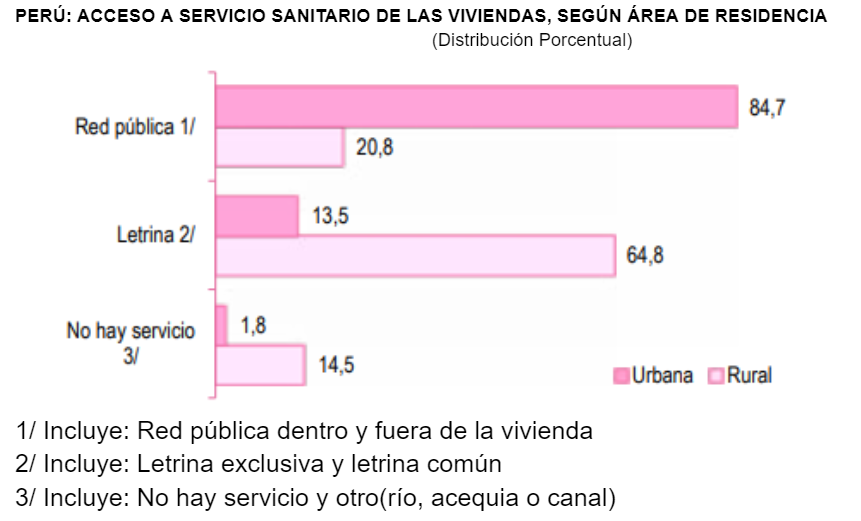 PERÚ: ACCESO A SERVICIO SANITARIO DE LAS VIVIENDAS, SEGÚN ÁREA DE RESIDENCIA
(Distribución Porcentual)
Red pública 1/
84,7
20,8
Letrina 2/
13,5
64,8
No hay servicio
3/
1,8
14,5
Urbana Rural
1/ Incluye: Red pública dentro y fuera de la vivienda
2/ Incluye: Letrina exclusiva y letrina común
3/ Incluye: No hay servicio y otro(río, acequia o canal)